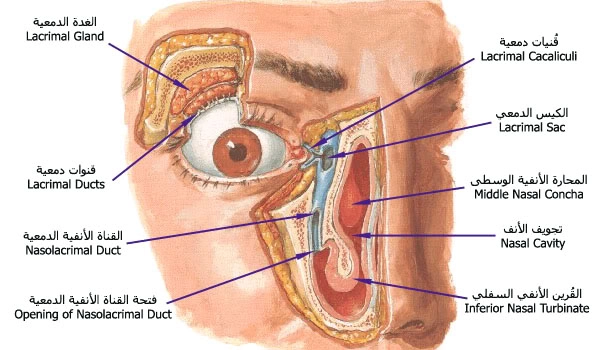 الغدة الدمعية
Lacrimal Gland
قنوات دمعية
Lacrimal Ducts
القناة الأنفية الدمعية
Nasolacrimal Duct
فتحة القناة الأنفية الدمعية
Opening of Nasolacrimal Duct
قُنيات دمعية
Lacrimal Cacaliculi
الكيس الدمعي
Lacrimal Sac
المحارة الأنفية الوسطى
Middle Nasal Concha
تجويف الأنف
Nasal Cavity
القُرين الأنفي السفلي
Inferior Nasal Turbinate